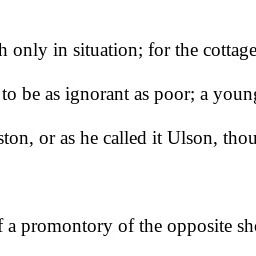 h only in situation; for the cottage
to be as ignorant as poor; a young
ston, or as he called it Ulson, thou
f a promontory of the opposite sho